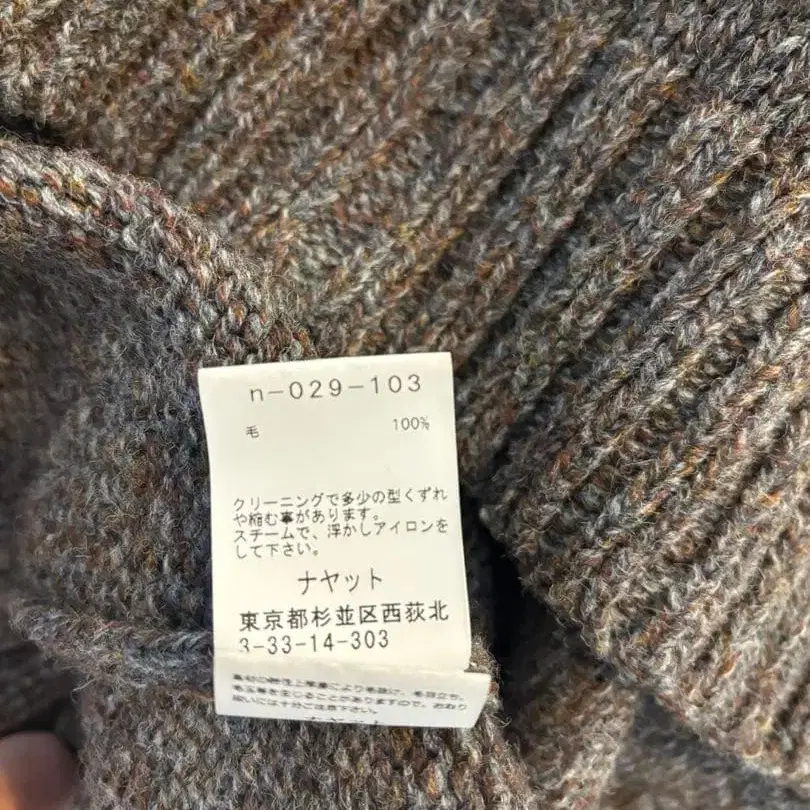 n-029-103
毛 100%
クリーニングで多少の型くずれ
や縮む事があります。
スチームで、浮かしアイロンを
して下さい。
ナヤット
東京都杉並区西荻北
3-33-14-303